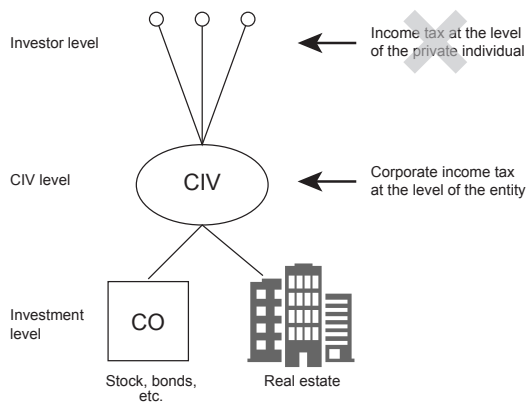 Investor level
Income tax at the level
of the private individual
CIV level
CIV
Corporate income tax
at the level of the entity
Investment
level
CO
Stock, bonds,
etc.
Real estate